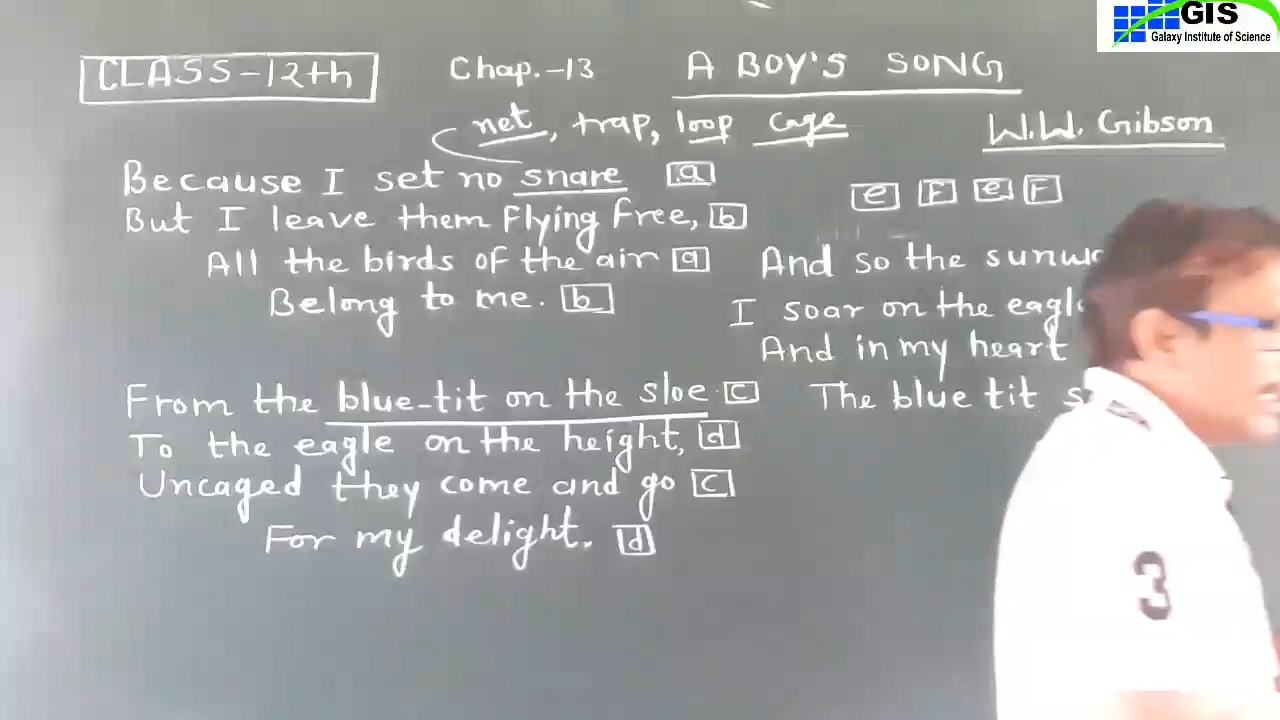 GIS
Galaxy Institute of Science
CLASS-12th Chap.-13 A BOY'S SONG
net, trap, loop cage
W.W. Gibson
Because I set no snare a
But I leave them Flying Free, b
All the birds of the air a
Belong to me. b
From the blue-tit on the sloe. c
To the eagle on the height, d
Uncaged they come and go c
For my delight. d
e F e F
And so the
I soar on the
And in my heart
The blue tit